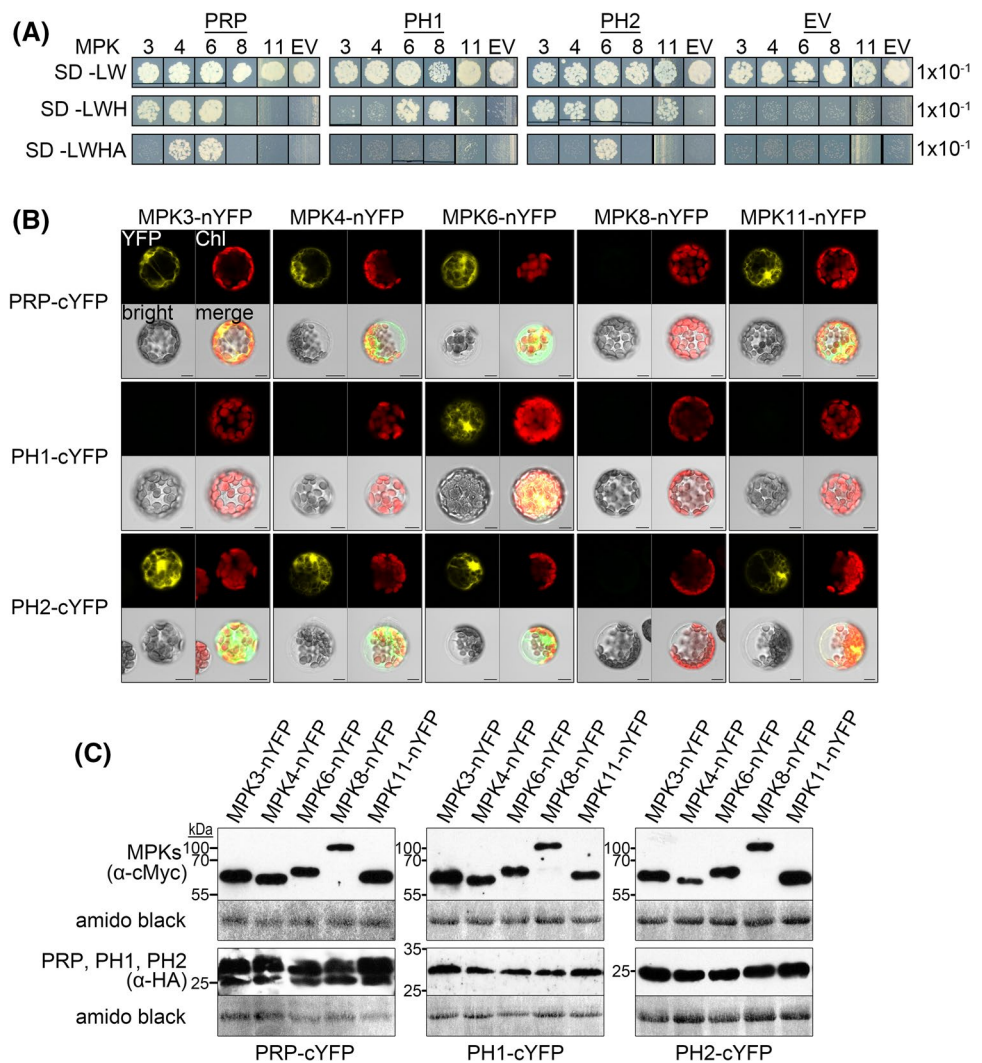 (A)
PRP PH1 PH2 EV
MPK 3 4 6 8 11 EV 3 4 6 8 11 EV 3 4 6 8 11 EV 3 4 6 8 11 EV
SD -LW 1x10⁻¹
SD -LWH 1x10⁻¹
SD -LWHA 1x10⁻¹
(B)
MPK3-nYFP MPK4-nYFP MPK6-nYFP MPK8-nYFP MPK11-nYFP
YFP Chl
PRP-cYFP
bright merge
PH1-cYFP
PH2-cYFP
(C)
MPK3-nYFP MPK4-nYFP MPK6-nYFP MPK8-nYFP MPK11-nYFP MPK3-nYFP MPK4-nYFP MPK6-nYFP MPK8-nYFP MPK11-nYFP MPK3-nYFP MPK4-nYFP MPK6-nYFP MPK8-nYFP MPK11-nYFP
kDa
MPKs 100 100 100
(α-cMyc) 70 70 70
55 55 55
amido black
PRP, PH1, PH2 35
(α-HA) 25 25 25
amido black
PRP-cYFP PH1-cYFP PH2-cYFP